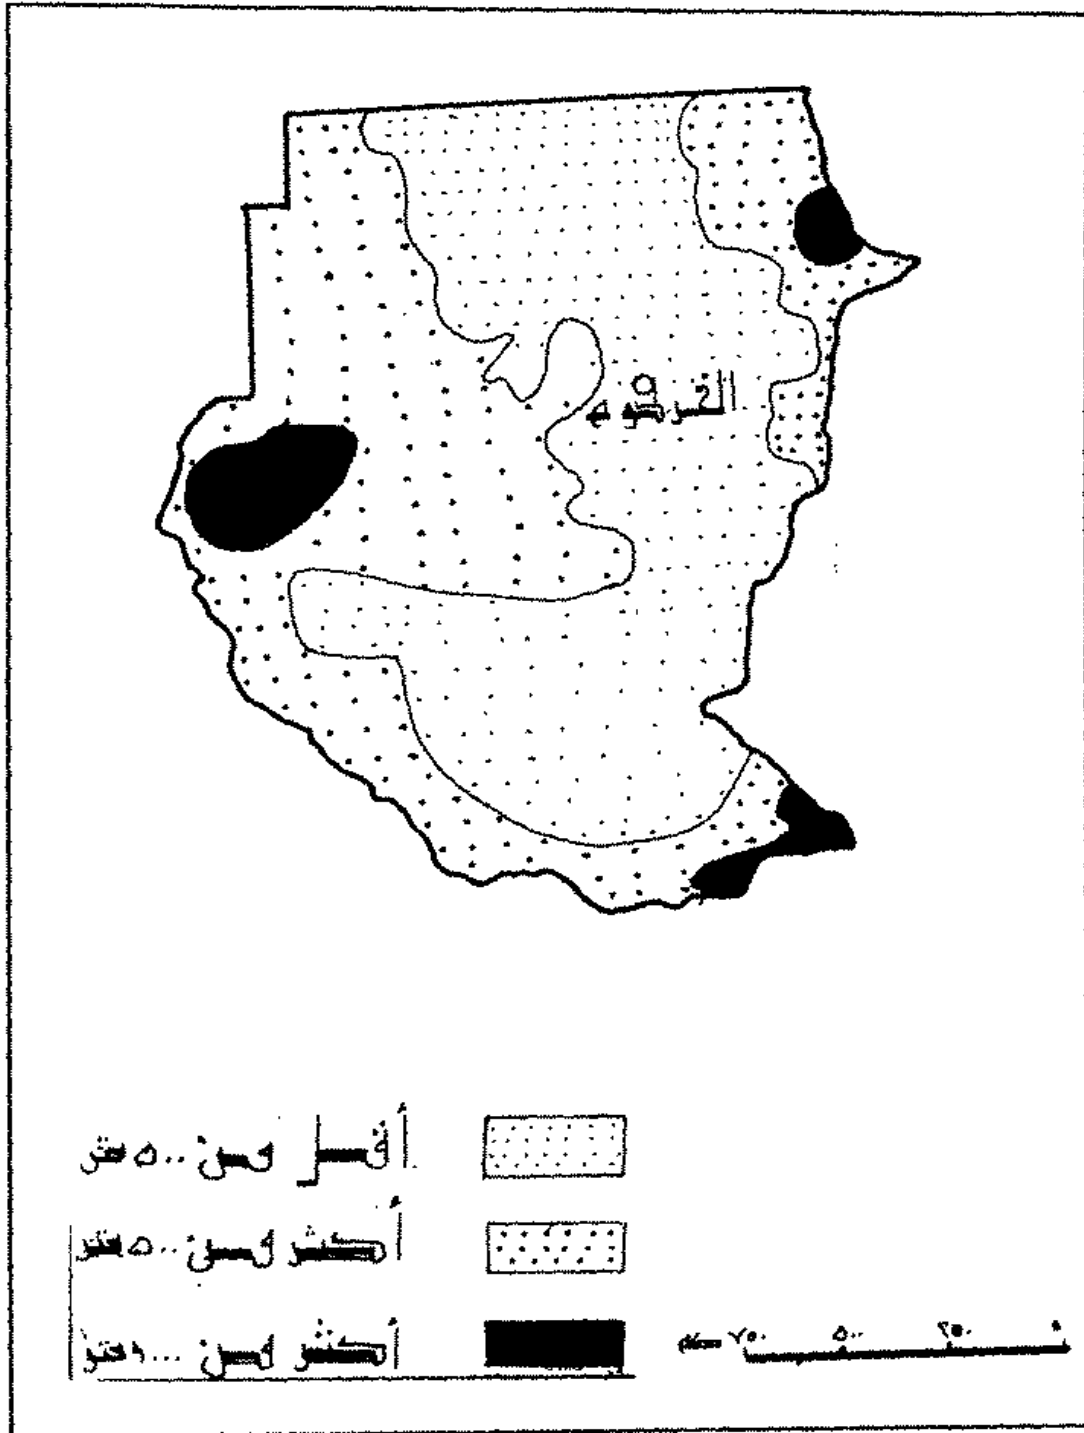 الخرطوم
أقل من ٥٠٠ متر
أكثر من ٥٠٠ متر
أكثر من ١٠٠٠ متر
كم ٧٥٠ ٥٠٠ ٢٥٠ ٠